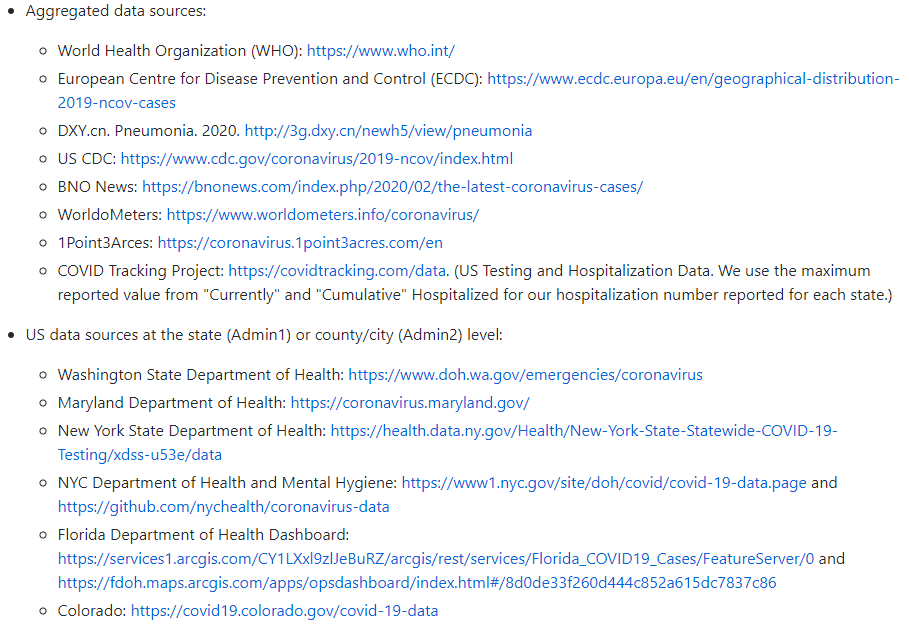 Aggregated data sources:
World Health Organization (WHO): https://www.who.int/
European Centre for Disease Prevention and Control (ECDC): https://www.ecdc.europa.eu/en/geographical-distribution-
2019-ncov-cases
DXY.cn. Pneumonia. 2020. http://3g.dxy.cn/newh5/view/pneumonia
US CDC: https://www.cdc.gov/coronavirus/2019-ncov/index.html
BNO News: https://bnonews.com/index.php/2020/02/the-latest-coronavirus-cases/
WorldoMeters: https://www.worldometers.info/coronavirus/
1Point3Arces: https://coronavirus.1point3acres.com/en
COVID Tracking Project: https://covidtracking.com/data. (US Testing and Hospitalization Data. We use the maximum
reported value from "Currently" and "Cumulative" Hospitalized for our hospitalization number reported for each state.)
US data sources at the state (Admin1) or county/city (Admin2) level:
Washington State Department of Health: https://www.doh.wa.gov/emergencies/coronavirus
Maryland Department of Health: https://coronavirus.maryland.gov/
New York State Department of Health: https://health.data.ny.gov/Health/New-York-State-Statewide-COVID-19-
Testing/xdss-u53e/data
NYC Department of Health and Mental Hygiene: https://www1.nyc.gov/site/doh/covid/covid-19-data.page and
https://github.com/nychealth/coronavirus-data
Florida Department of Health Dashboard:
https://services1.arcgis.com/CY1LXxl9zlJeBuRZ/arcgis/rest/services/Florida_COVID19_Cases/FeatureServer/0 and
https://fdoh.maps.arcgis.com/apps/opsdashboard/index.html#/8d0de33f260d444c852a615dc7837c86
Colorado: https://covid19.colorado.gov/covid-19-data